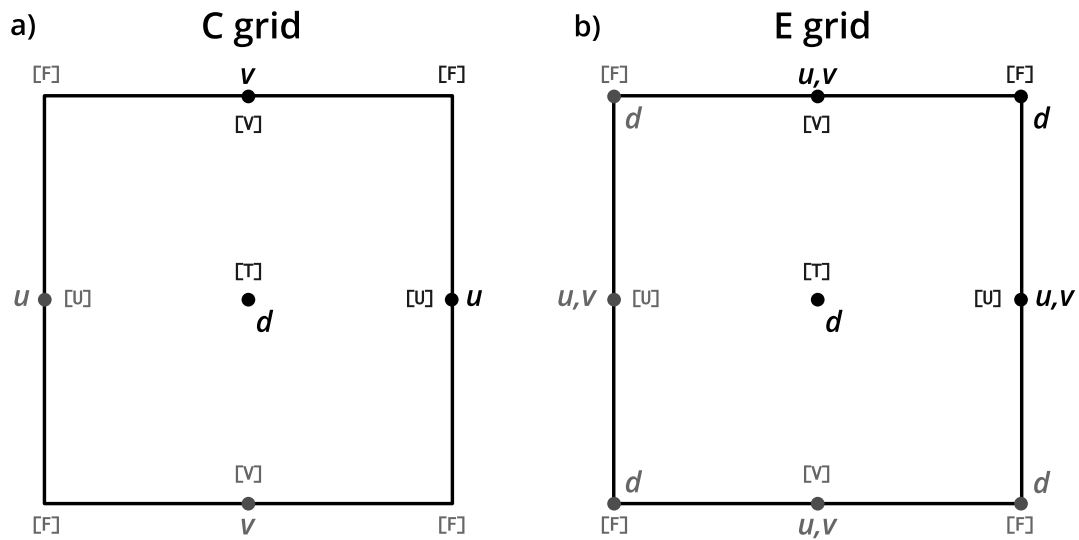 a) C grid
[F] v [F]
[V]
[T]
u [U] [U] u
d
[V]
[F] v [F]
b) E grid
[F] u,v [F]
d [V] d
[T]
u,v [U] [U] u,v
d
d [V] d
[F] u,v [F]